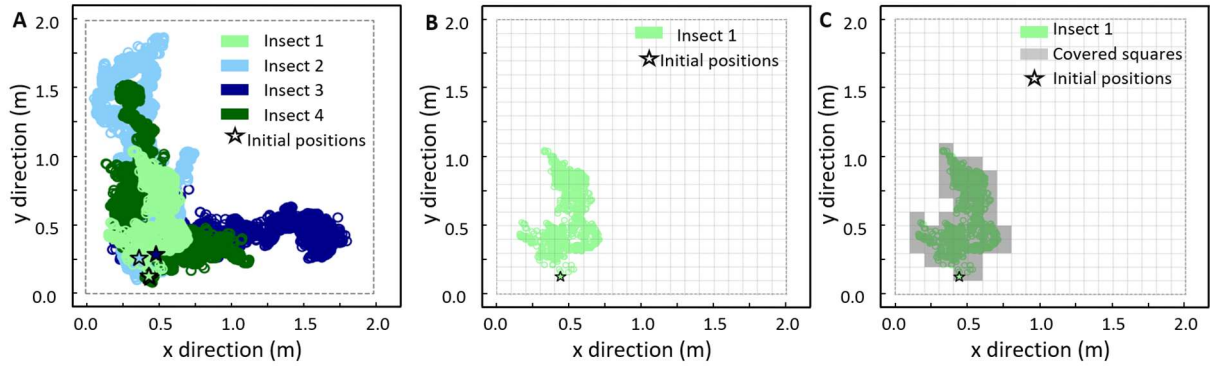 A
2.0
1.5
1.0
0.5
0.0
y direction (m)
Insect 1
Insect 2
Insect 3
Insect 4
Initial positions
0.0 0.5 1.0 1.5 2.0
x direction (m)
B
2.0
1.5
1.0
0.5
0.0
y direction (m)
Insect 1
Initial positions
0.0 0.5 1.0 1.5 2.0
x direction (m)
C
2.0
1.5
1.0
0.5
0.0
y direction (m)
Insect 1
Covered squares
Initial positions
0.0 0.5 1.0 1.5 2.0
x direction (m)